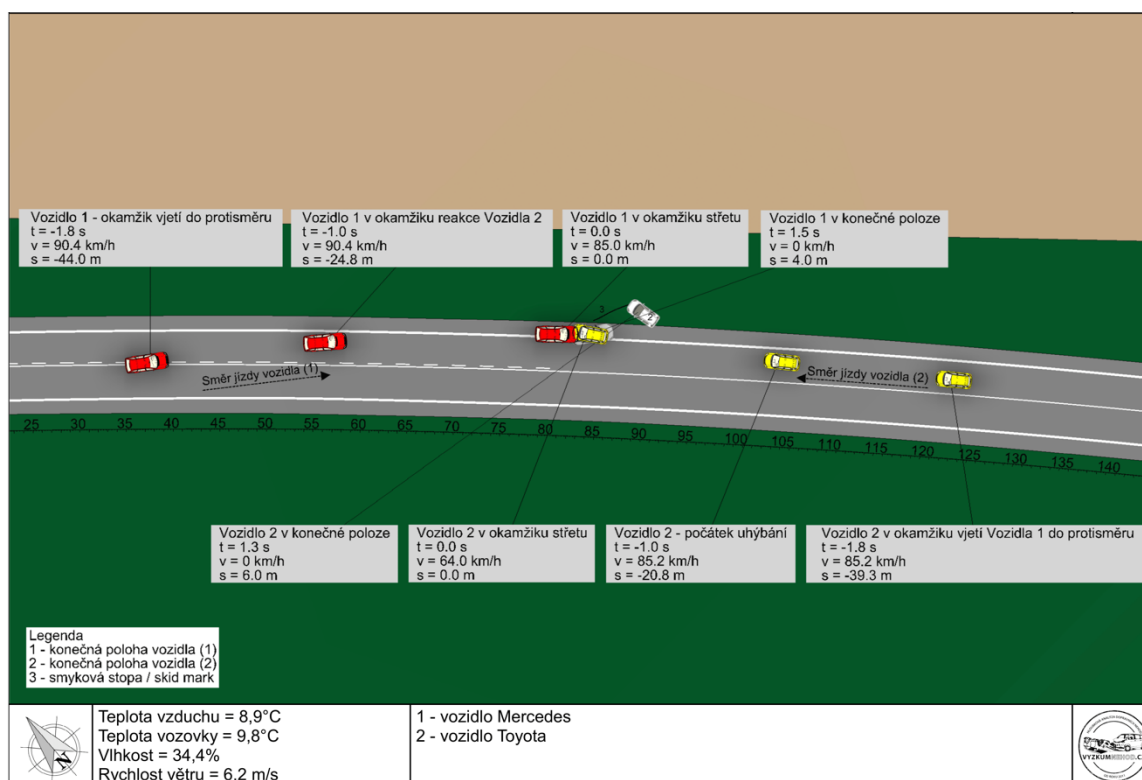 Vozidlo 1 - okamžik vjetí do protisměru
t = -1.8 s
v = 90.4 km/h
s = -44.0 m
Vozidlo 1 v okamžiku reakce Vozidla 2
t = -1.0 s
v = 90.4 km/h
s = -24.8 m
Vozidlo 1 v okamžiku střetu
t = 0.0 s
v = 85.0 km/h
s = 0.0 m
Vozidlo 1 v konečné poloze
t = 1.5 s
v = 0 km/h
s = 4.0 m
3
2
Směr jízdy vozidla (1)
Směr jízdy vozidla (2)
25 30 35 40 45 50 55 60 65 70 75 80 85 90 95 100 105 110 115 120 125 130 135 140
Vozidlo 2 v konečné poloze
t = 1.3 s
v = 0 km/h
s = 6.0 m
Vozidlo 2 v okamžiku střetu
t = 0.0 s
v = 64.0 km/h
s = 0.0 m
Vozidlo 2 - počátek uhýbání
t = -1.0 s
v = 85.2 km/h
s = -20.8 m
Vozidlo 2 v okamžiku vjetí Vozidla 1 do protisměru
t = -1.8 s
v = 85.2 km/h
s = -39.3 m
Legenda
1 - konečná poloha vozidla (1)
2 - konečná poloha vozidla (2)
3 - smyková stopa / skid mark
N
Teplota vzduchu = 8,9°C
Teplota vozovky = 9,8°C
Vlhkost = 34,4%
Rychlost větru = 6.2 m/s
1 - vozidlo Mercedes
2 - vozidlo Toyota
VYZKUMNEHOD.C